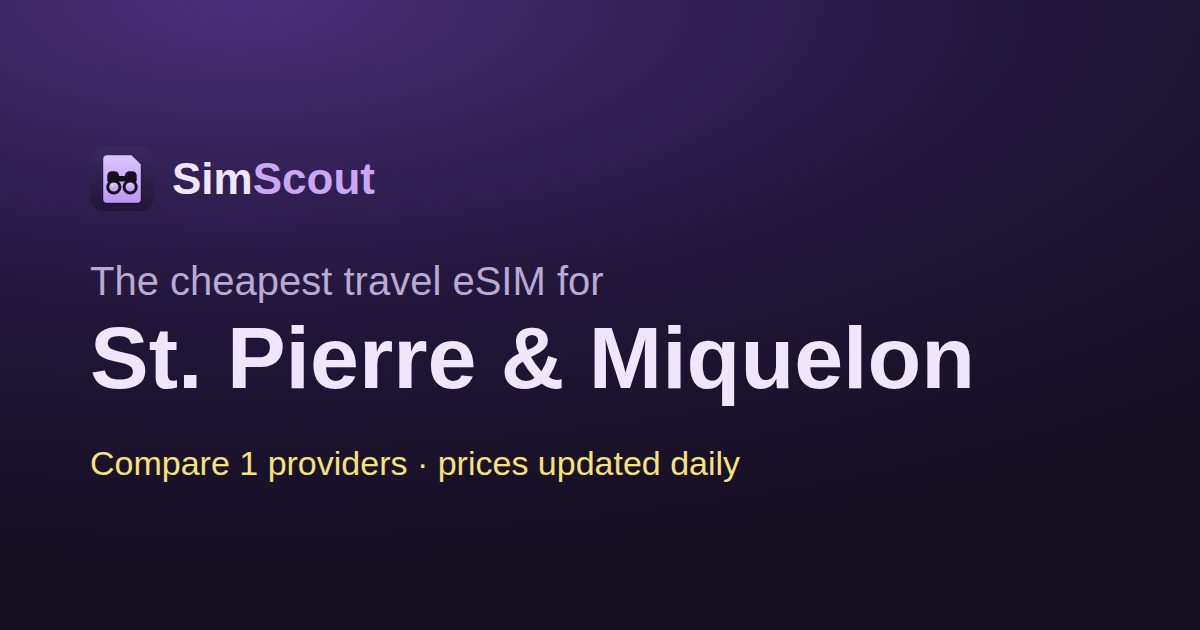 SimScout
The cheapest travel eSIM for
St. Pierre & Miquelon
Compare 1 providers · prices updated daily